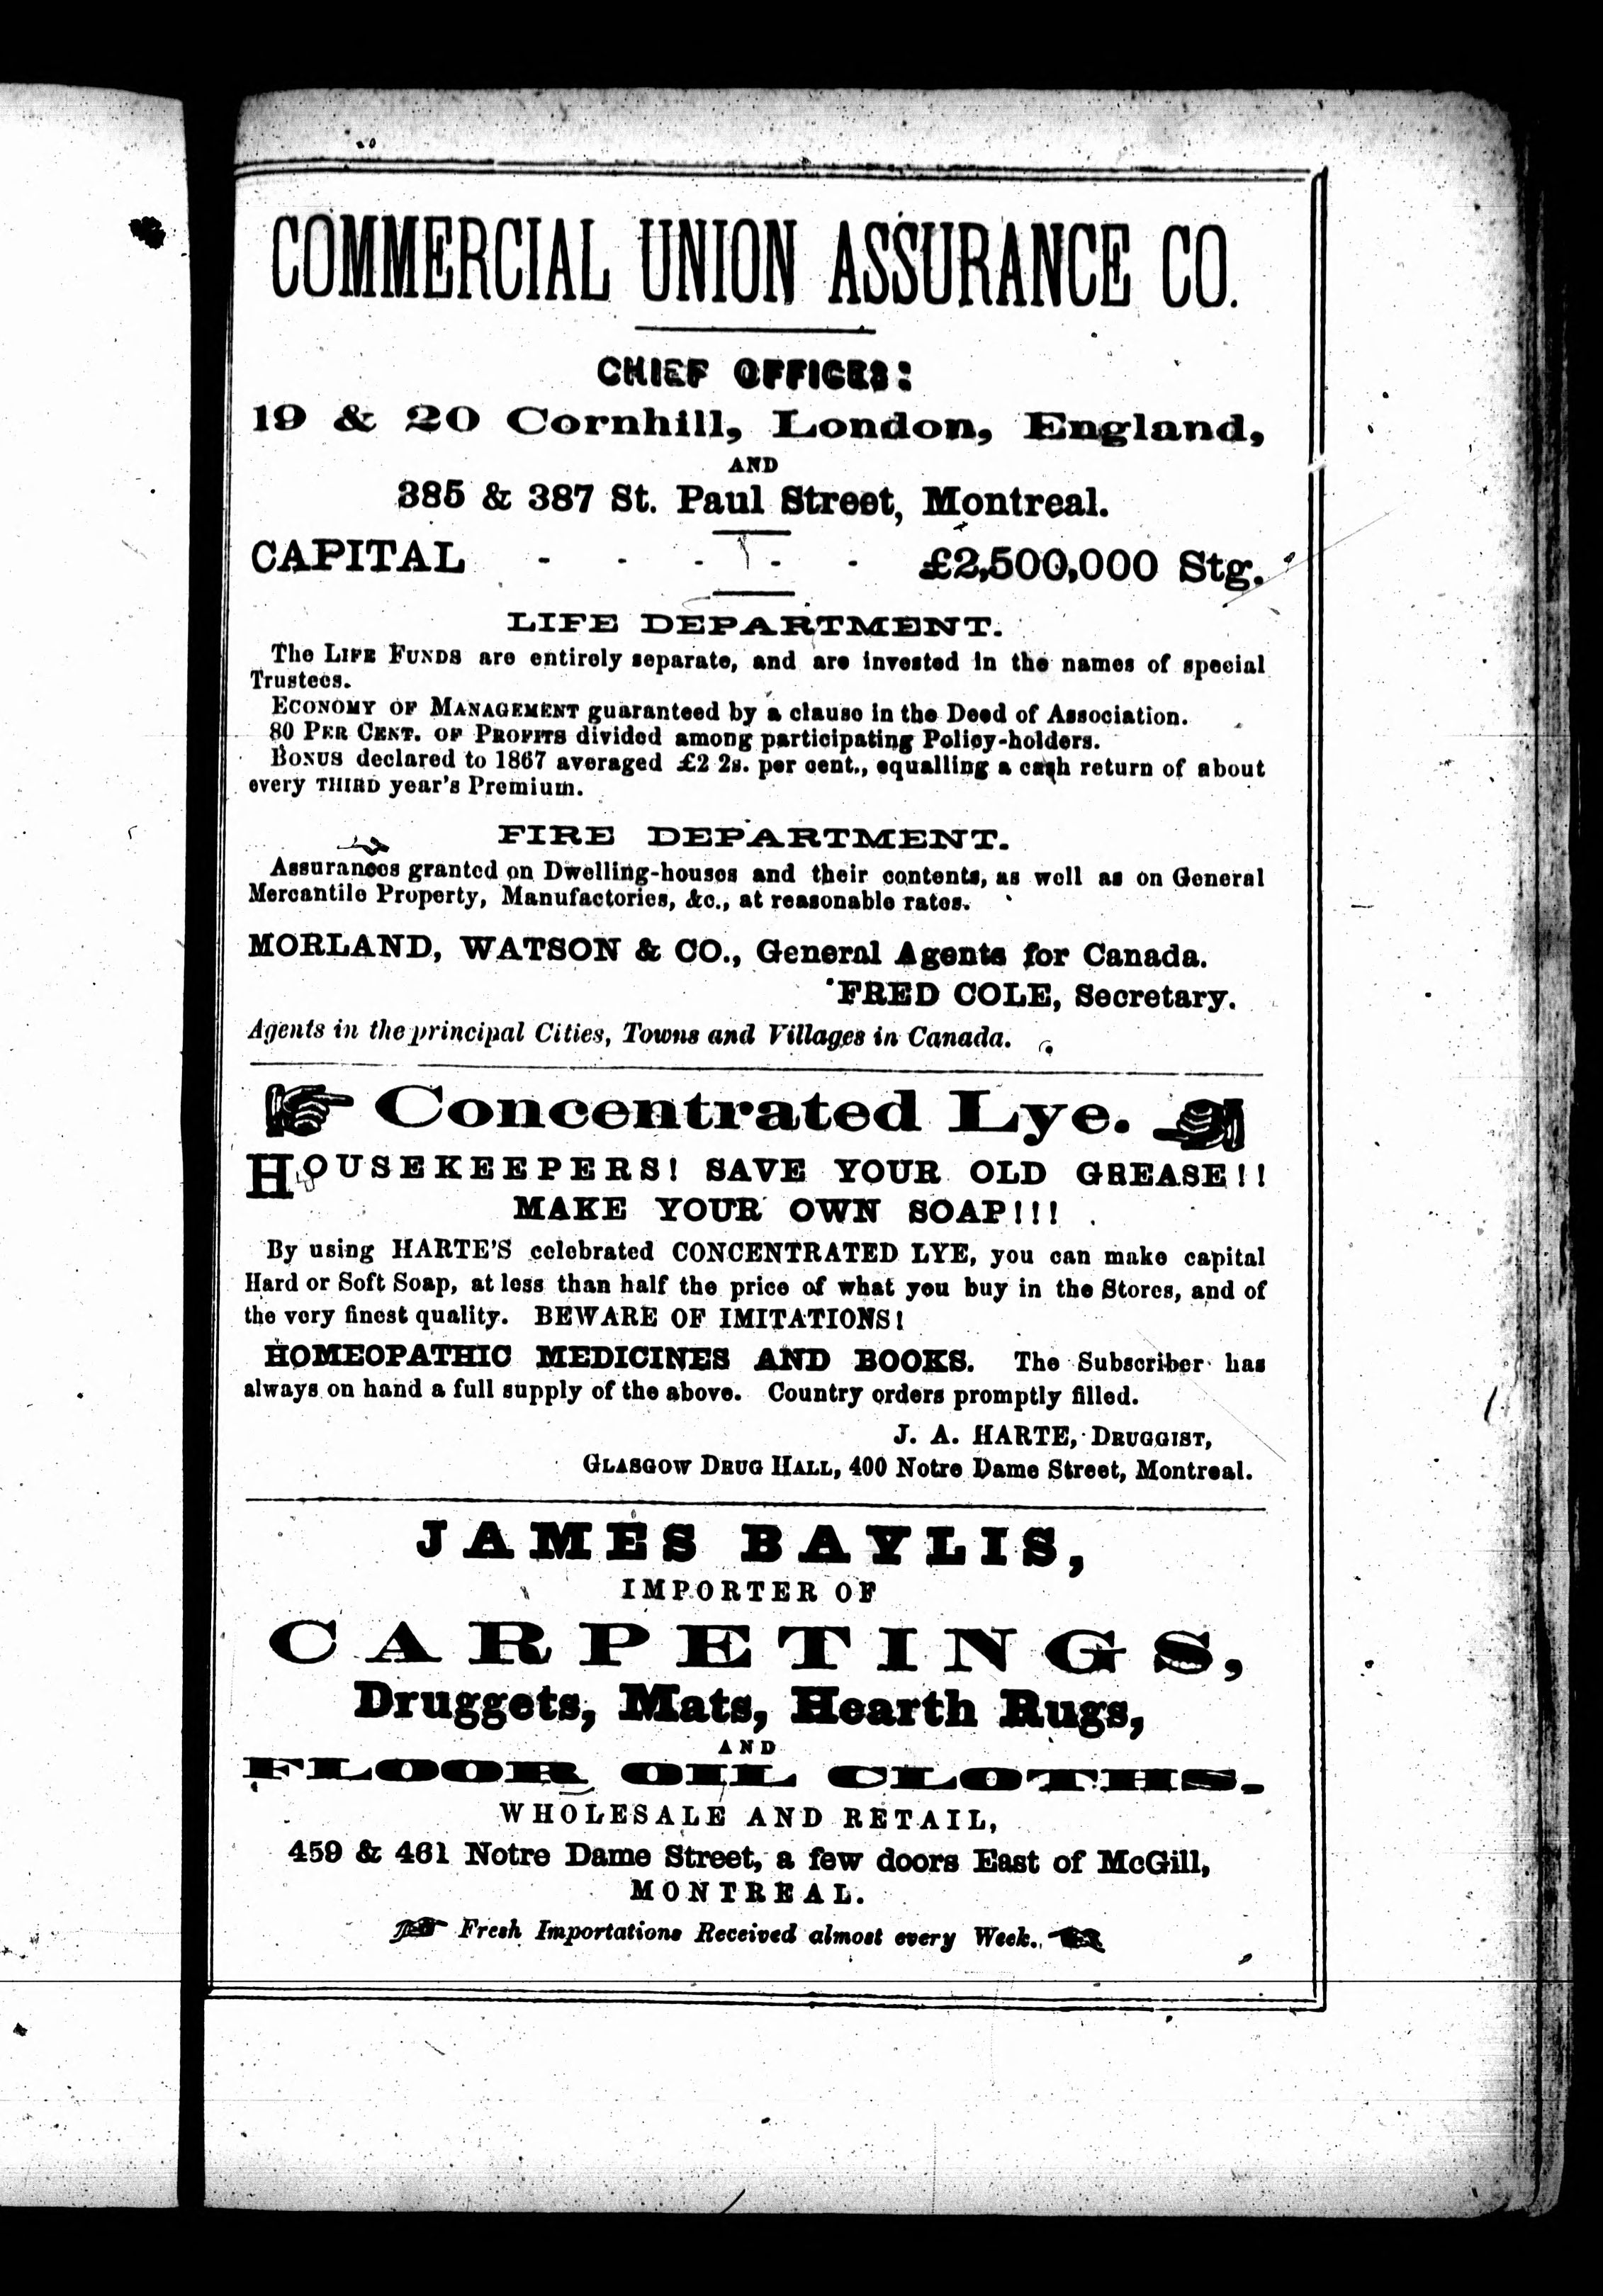 COMMERCIAL UNION ASSURANCE CO.
CHIEF OFFICES:
19 & 20 Cornhill, London, England,
AND
385 & 387 St. Paul Street, Montreal.
CAPITAL - - - - - £2,500,000 Stg.
LIFE DEPARTMENT.
The LIFE FUNDS are entirely separate, and are invested in the names of special
Trustees.
ECONOMY OF MANAGEMENT guaranteed by a clause in the Deed of Association.
80 PER CENT. OF PROFITS divided among participating Policy-holders.
BONUS declared to 1867 averaged £2 2s. per cent., equalling a cash return of about
every THIRD year's Premium.
FIRE DEPARTMENT.
Assurances granted on Dwelling-houses and their contents, as well as on General
Mercantile Property, Manufactories, &c., at reasonable rates.
MORLAND, WATSON & CO., General Agents for Canada.
FRED COLE, Secretary.
Agents in the principal Cities, Towns and Villages in Canada.
Concentrated Lye.
HOUSEKEEPERS! SAVE YOUR OLD GREASE!!
MAKE YOUR OWN SOAP!!!
By using HARTE'S celebrated CONCENTRATED LYE, you can make capital
Hard or Soft Soap, at less than half the price of what you buy in the Stores, and of
the very finest quality. BEWARE OF IMITATIONS!
HOMEOPATHIC MEDICINES AND BOOKS. The Subscriber has
always on hand a full supply of the above. Country orders promptly filled.
J. A. HARTE, DRUGGIST,
GLASGOW DRUG HALL, 400 Notre Dame Street, Montreal.
JAMES BAYLIS,
IMPORTER OF
CARPETINGS,
Druggets, Mats, Hearth Rugs,
AND
FLOOR OIL CLOTHS.
WHOLESALE AND RETAIL,
459 & 461 Notre Dame Street, a few doors East of McGill,
MONTREAL.
Fresh Importations Received almost every Week.